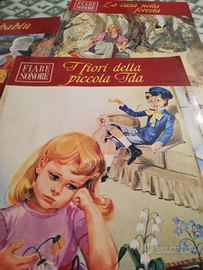 La casa nella
foresta
FIABE
SONORE
I fiori della
piccola Ida
FIABE
SONORE